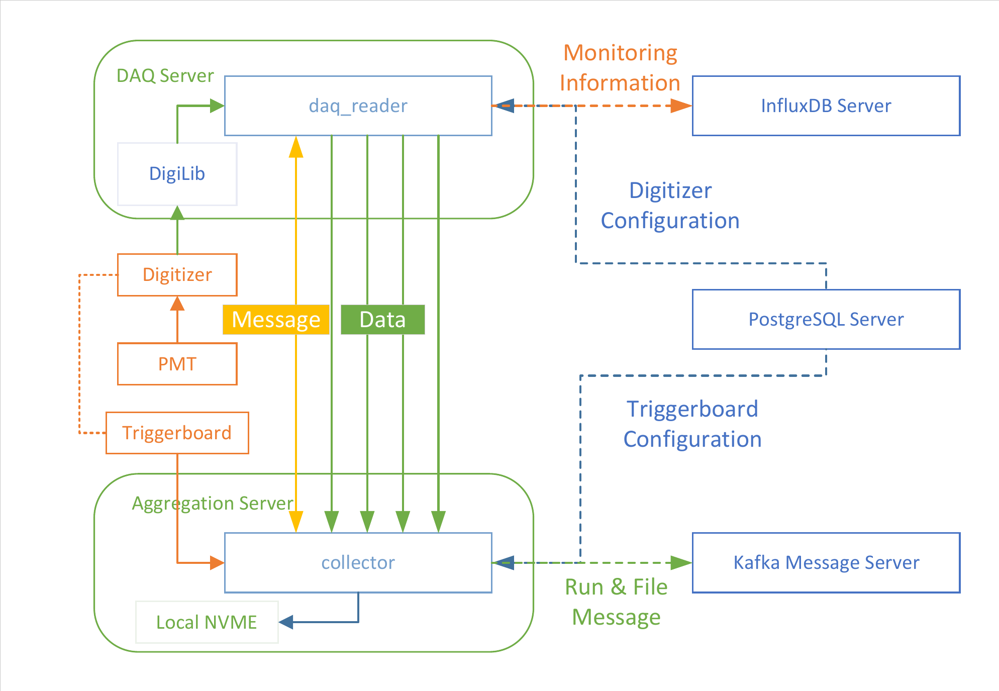 DAQ Server
daq_reader
Monitoring
Information
InfluxDB Server
DigiLib
Digitizer
Configuration
Digitizer
Message
Data
PostgreSQL Server
PMT
Triggerboard
Triggerboard
Configuration
Aggregation Server
collector
Kafka Message Server
Run & File
Message
Local NVME